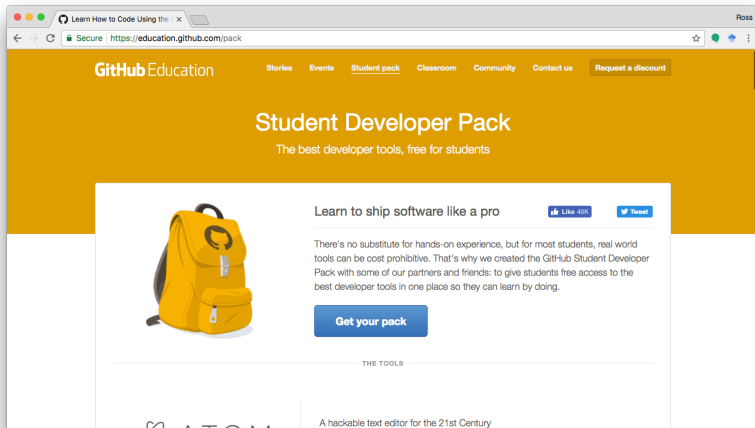 Learn How to Code Using the
Ross
Secure | https://education.github.com/pack
GitHub Education
Stories
Events
Student pack
Classroom
Community
Contact us
Request a discount
Student Developer Pack
The best developer tools, free for students
Learn to ship software like a pro
Like 40K
Tweet
There's no substitute for hands-on experience, but for most students, real world
tools can be cost prohibitive. That's why we created the GitHub Student Developer
Pack with some of our partners and friends: to give students free access to the
best developer tools in one place so they can learn by doing.
Get your pack
THE TOOLS
ATOM
A hackable text editor for the 21st Century